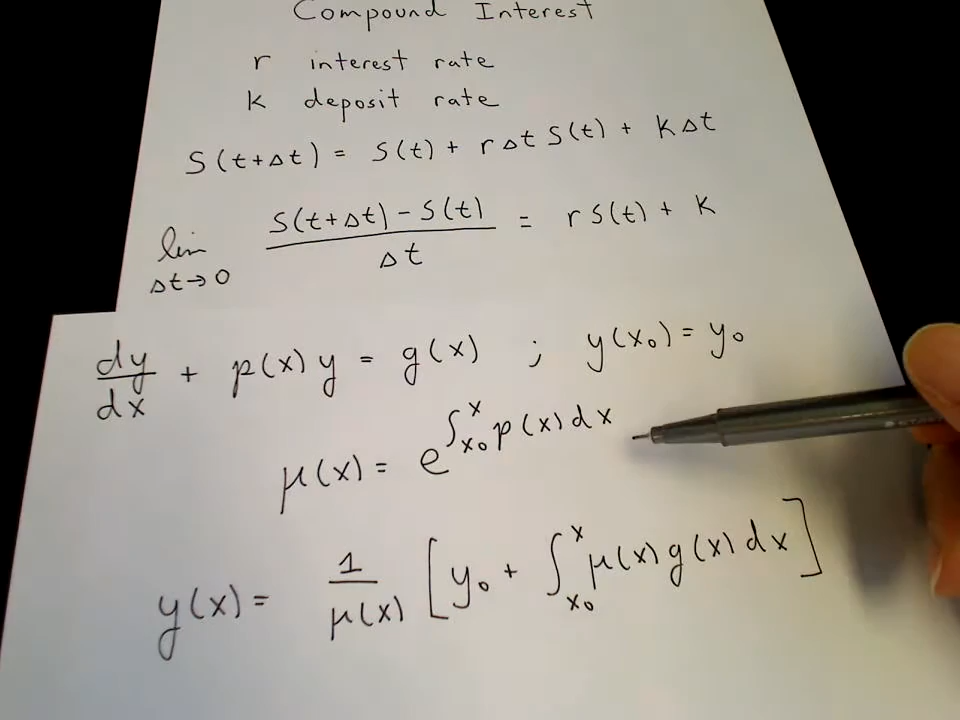 Compound Interest
r interest rate
k deposit rate
S(t+Δt) = S(t) + rΔt S(t) + kΔt
lim Δt→0 S(t+Δt) − S(t) / Δt = r S(t) + k
dy/dx + p(x) y = g(x) ; y(x₀) = y₀
μ(x) = e^∫_{x₀}^{x} p(x) dx
y(x) = 1/μ(x) [y₀ + ∫_{x₀}^{x} μ(x) g(x) dx]